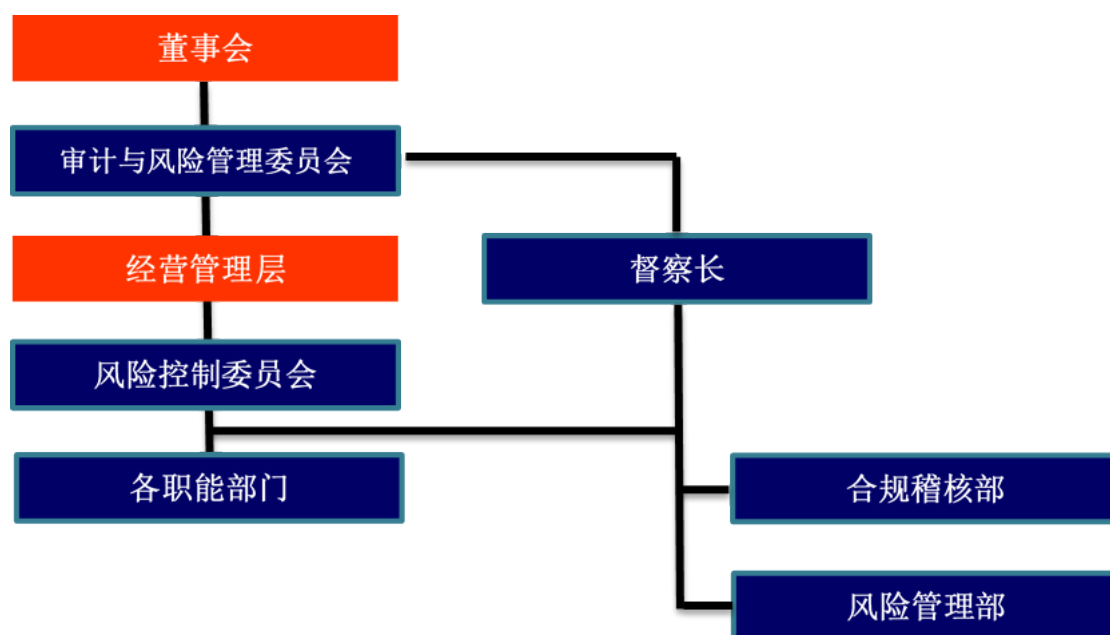 董事会
审计与风险管理委员会
经营管理层
督察长
风险控制委员会
各职能部门
合规稽核部
风险管理部